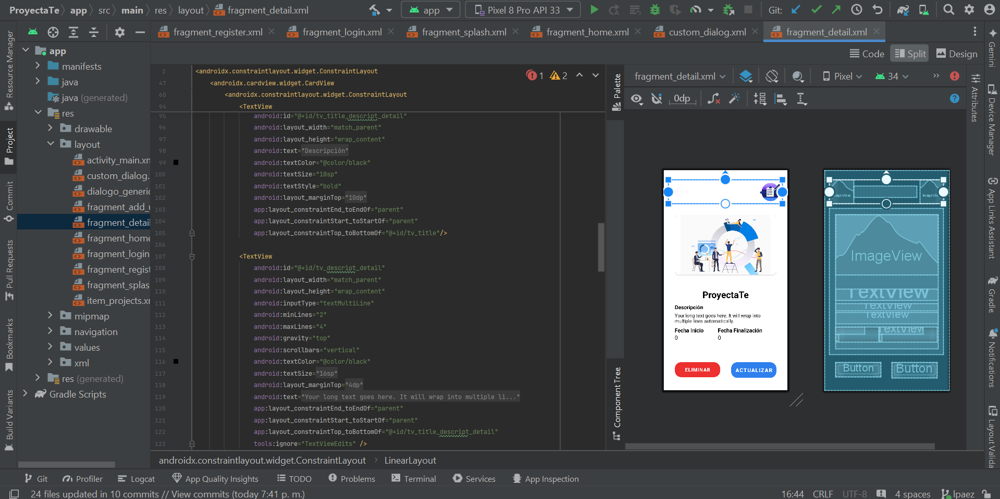 ProyectaTe app src main res layout fragment_detail.xml app Pixel 8 Pro API 33 Git:
fragment_register.xml fragment_login.xml fragment_splash.xml fragment_home.xml custom_dialog.xml fragment_detail.xml
Code Split Design
Resource Manager
Project
Commit
Pull Requests
Bookmarks
Build Variants
app
manifests
java
java (generated)
res
drawable
layout
activity_main.xm
custom_dialog.
dialogo_generic
fragment_add_u
fragment_detail
fragment_home
fragment_login
fragment_regist
fragment_splas
item_projects.xm
mipmap
navigation
values
xml
res (generated)
Gradle Scripts
1 2
2 <androidx.constraintlayout.widget.ConstraintLayout
47 <androidx.cardview.widget.CardView
60 <androidx.constraintlayout.widget.ConstraintLayout
94 <TextView
95 android:id="@+id/tv_title_descript_detail"
96 android:layout_width="match_parent"
97 android:layout_height="wrap_content"
98 android:text="Descripción"
99 android:textColor="@color/black"
100 android:textSize="18sp"
101 android:textStyle="bold"
102 android:layout_marginTop="10dp"
103 app:layout_constraintEnd_toEndOf="parent"
104 app:layout_constraintStart_toStartOf="parent"
105 app:layout_constraintTop_toBottomOf="@+id/tv_title"/>
106
107 <TextView
108 android:id="@+id/tv_descript_detail"
109 android:layout_width="match_parent"
110 android:layout_height="wrap_content"
111 android:inputType="textMultiLine"
112 android:minLines="2"
113 android:maxLines="4"
114 android:gravity="top"
115 android:scrollbars="vertical"
116 android:textColor="@color/black"
117 android:textSize="16sp"
118 android:layout_marginTop="4dp"
119 android:text="Your long text goes here. It will wrap into multiple li..."
120 app:layout_constraintEnd_toEndOf="parent"
121 app:layout_constraintStart_toStartOf="parent"
122 app:layout_constraintTop_toBottomOf="@+id/tv_title_descript_detail"
123 tools:ignore="TextViewEdits" />
androidx.constraintlayout.widget.ConstraintLayout LinearLayout
Palette
Component Tree
fragment_detail.xml Pixel 34
0dp
ProyectaTe
Descripción
Your long text goes here. It will wrap into
multiple lines automatically.
Fecha Inicio Fecha Finalización
0 0
ELIMINAR ACTUALIZAR
ImageView ImageView
ImageView
TextView
TextView
TextView
TextView
Button Button
Attributes
Gemini
Device Manager
App Links Assistant
Gradle
Notifications
Layout Valida
Git Profiler Logcat App Quality Insights TODO Problems Terminal Services App Inspection
24 files updated in 10 commits // View commits (today 7:41 p. m.) 16:44 CRLF UTF-8 4 spaces lpaez